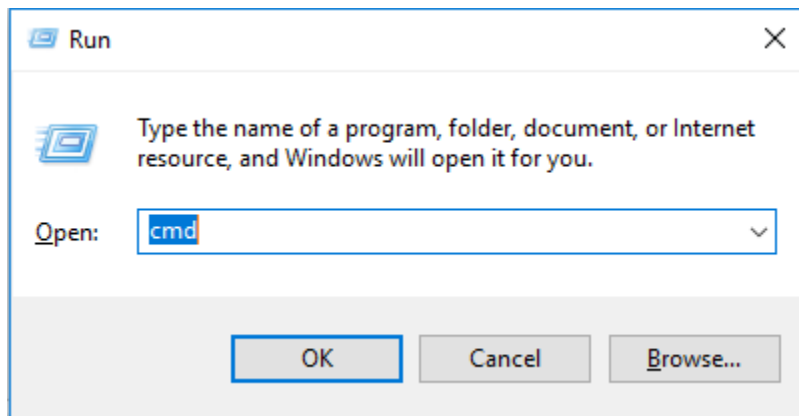 Run
Type the name of a program, folder, document, or Internet
resource, and Windows will open it for you.
Open: cmd
OK Cancel Browse...